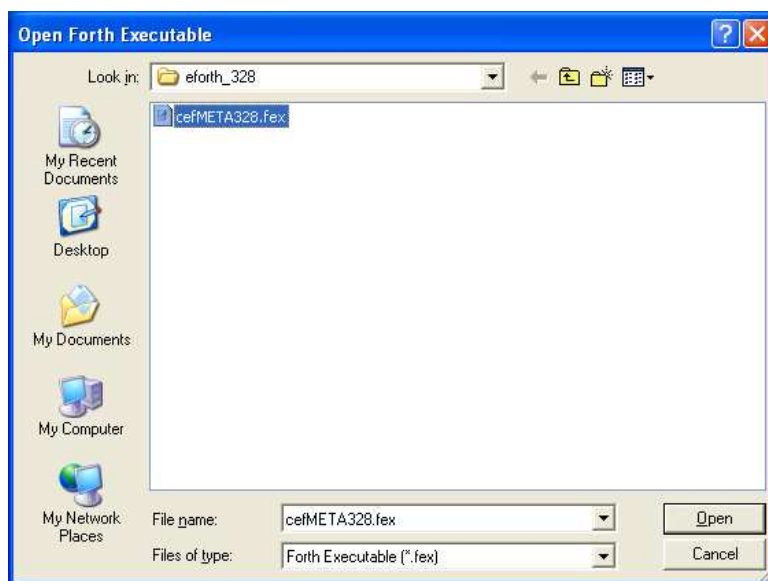 Open Forth Executable
Look in: eforth_328
cefMETA328.fex
My Recent
Documents
Desktop
My Documents
My Computer
My Network
Places
File name: cefMETA328.fex Open
Files of type: Forth Executable (*.fex) Cancel